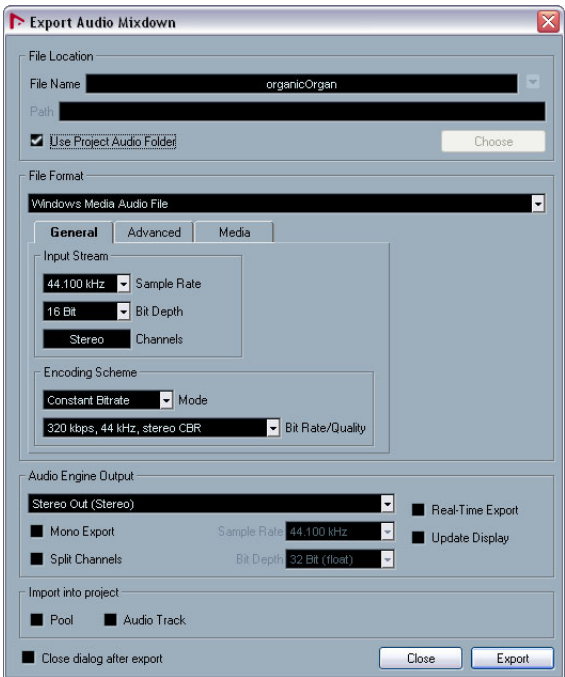 Export Audio Mixdown
File Location
File Name organicOrgan
Path
Use Project Audio Folder Choose
File Format
Windows Media Audio File
General Advanced Media
Input Stream
44.100 kHz Sample Rate
16 Bit Bit Depth
Stereo Channels
Encoding Scheme
Constant Bitrate Mode
320 kbps, 44 kHz, stereo CBR Bit Rate/Quality
Audio Engine Output
Stereo Out (Stereo) Real-Time Export
Mono Export Sample Rate 44.100 kHz Update Display
Split Channels Bit Depth 32 Bit (float)
Import into project
Pool Audio Track
Close dialog after export Close Export